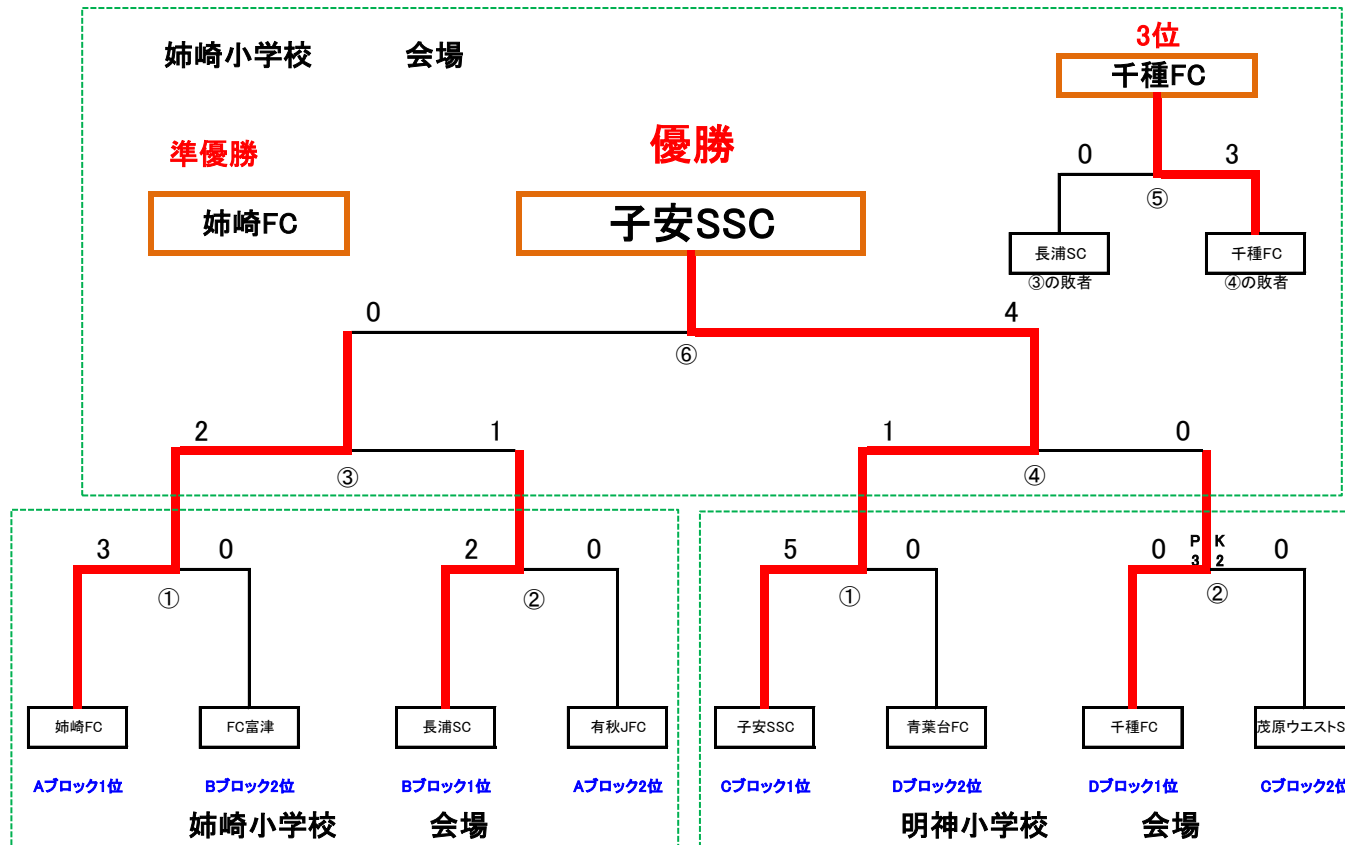 姉崎小学校 会場
3位
千種FC
準優勝
優勝
姉崎FC
子安SSC
0 3
⑤
長浦SC 千種FC
③の敗者 ④の敗者
0 4
⑥
2 1 1 0
③ ④
3 0 2 0 5 0 0 P K 0
3 2
① ② ① ②
姉崎FC FC富津 長浦SC 有秋JFC 子安SSC 青葉台FC 千種FC 茂原ウエストS
Aブロック1位 Bブロック2位 Bブロック1位 Aブロック2位 Cブロック1位 Dブロック2位 Dブロック1位 Cブロック2位
姉崎小学校 会場 明神小学校 会場